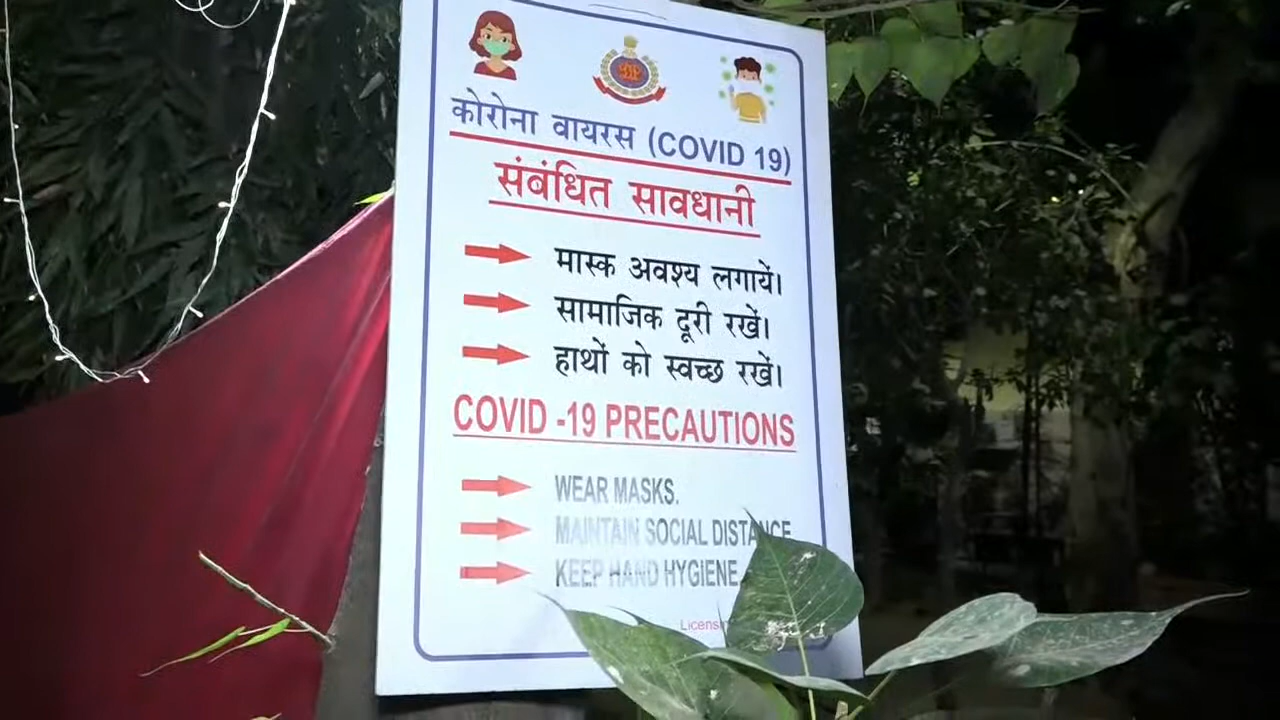 कोरोना वायरस (COVID 19)
संबंधित सावधानी
मास्क अवश्य लगायें।
सामाजिक दूरी रखें।
हाथों को स्वच्छ रखें।
COVID -19 PRECAUTIONS
WEAR MASKS.
MAINTAIN SOCIAL DISTANCE
KEEP HAND HYGIENE